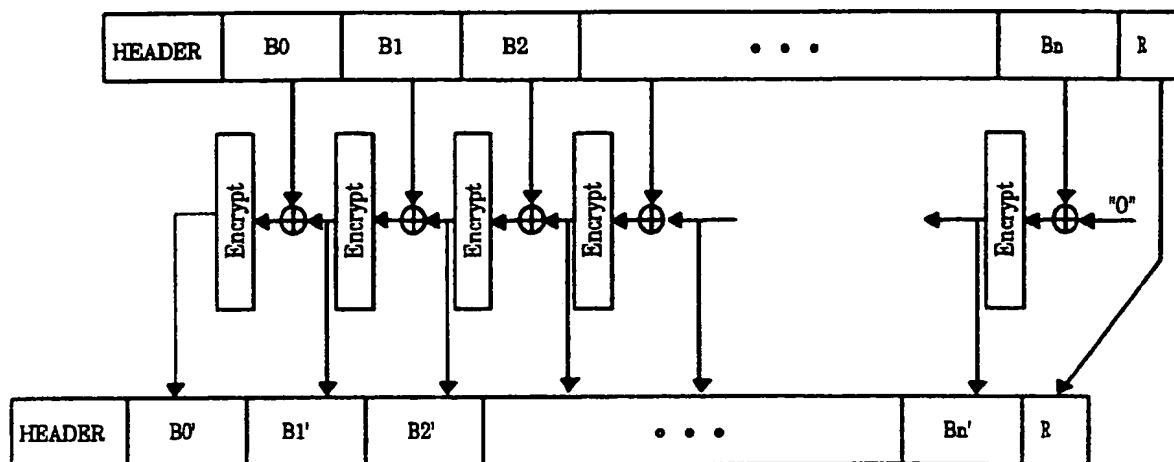 HEADER B0 B1 B2 • • • Bn R
Encrypt Encrypt Encrypt Encrypt Encrypt "0"
HEADER B0' B1' B2' • • • Bn' R